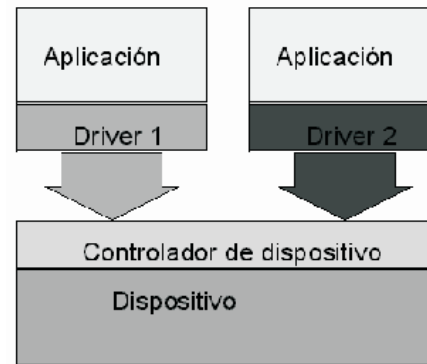 Aplicación
Aplicación
Driver 1
Driver 2
Controlador de dispositivo
Dispositivo